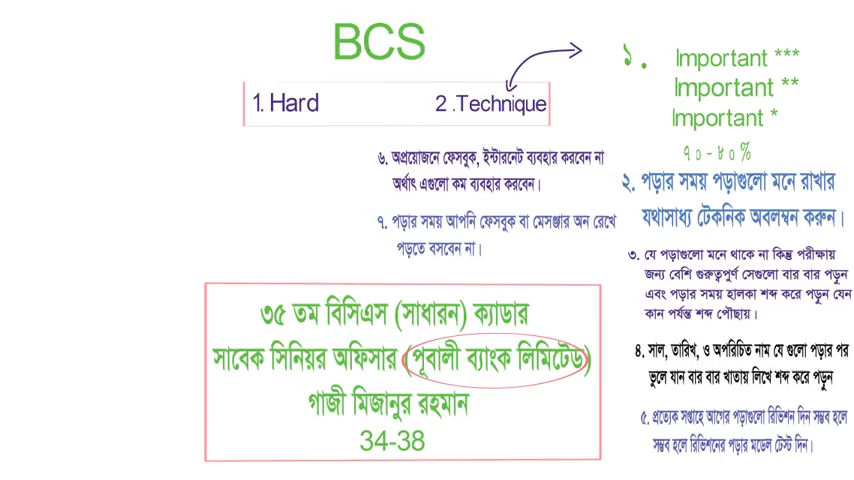 BCS
1. Hard
2 .Technique
১.
Important ***
Important **
Important *
৭০-৮০%
২. পড়ার সময় পড়াগুলো মনে রাখার
যথাসাধ্য টেকনিক অবলম্বন করুন।
৩. যে পড়াগুলো মনে থাকে না কিন্তু পরীক্ষায়
জন্য বেশি গুরুত্বপুর্ণ সেগুলো বার বার পড়ুন
এবং পড়ার সময় হালকা শব্দ করে পড়ুন যেন
কান পর্যন্ত শব্দ পৌছায়।
৪. সাল, তারিখ, ও অপরিচিত নাম যে গুলো পড়ার পর
ভুলে যান বার বার খাতায় লিখে শব্দ করে পড়ুন
৫. প্রত্যেক সপ্তাহে আগের পড়াগুলো রিভিশন দিন সম্ভব হলে
সম্ভব হলে রিভিশনের পড়ার মডেল টেস্ট দিন।
৬. অপ্রয়োজনে ফেসবুক, ইন্টারনেট ব্যবহার করবেন না
অর্থাৎ এগুলো কম ব্যবহার করবেন।
৭. পড়ার সময় আপনি ফেসবুক বা মেসঞ্জার অন রেখে
পড়তে বসবেন না।
৩৫ তম বিসিএস (সাধারন) ক্যাডার
সাবেক সিনিয়র অফিসার (পূবালী ব্যাংক লিমিটেড)
গাজী মিজানুর রহমান
34-38